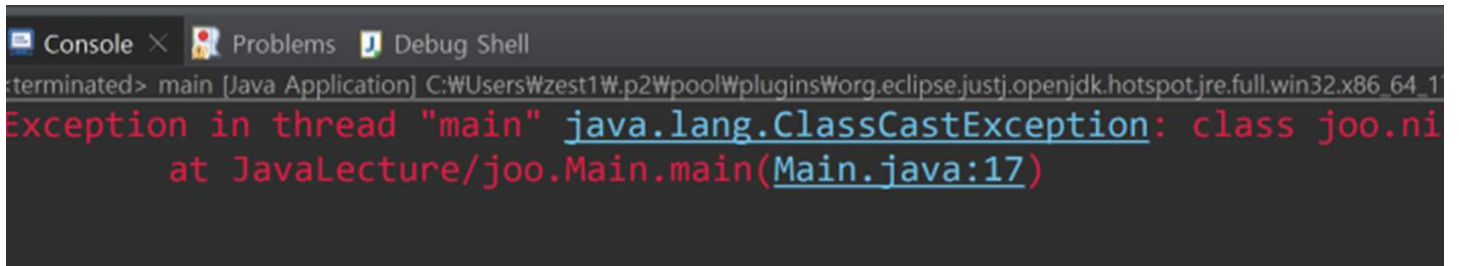 Console Problems Debug Shell
<terminated> main [Java Application] C:₩Users₩zest1₩.p2₩pool₩plugins₩org.eclipse.justj.openjdk.hotspot.jre.full.win32.x86_64_1
Exception in thread "main" java.lang.ClassCastException: class joo.ni
at JavaLecture/joo.Main.main(Main.java:17)